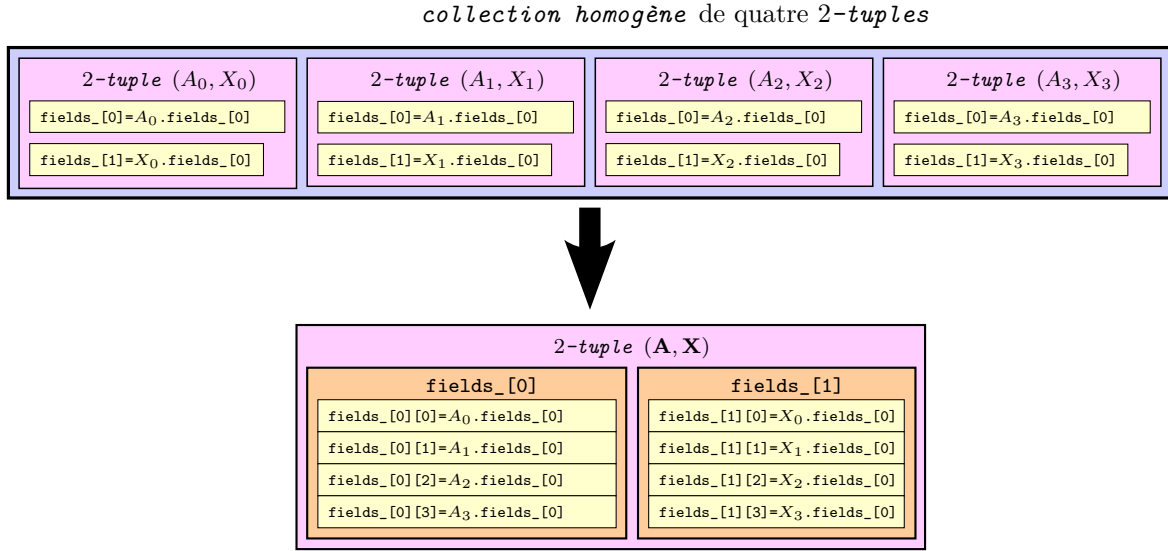 collection homogène de quatre 2-tuples
2-tuple (A₀, X₀)
fields_[0]=A₀.fields_[0]
fields_[1]=X₀.fields_[0]
2-tuple (A₁, X₁)
fields_[0]=A₁.fields_[0]
fields_[1]=X₁.fields_[0]
2-tuple (A₂, X₂)
fields_[0]=A₂.fields_[0]
fields_[1]=X₂.fields_[0]
2-tuple (A₃, X₃)
fields_[0]=A₃.fields_[0]
fields_[1]=X₃.fields_[0]
2-tuple (A, X)
fields_[0]
fields_[0][0]=A₀.fields_[0]
fields_[0][1]=A₁.fields_[0]
fields_[0][2]=A₂.fields_[0]
fields_[0][3]=A₃.fields_[0]
fields_[1]
fields_[1][0]=X₀.fields_[0]
fields_[1][1]=X₁.fields_[0]
fields_[1][2]=X₂.fields_[0]
fields_[1][3]=X₃.fields_[0]